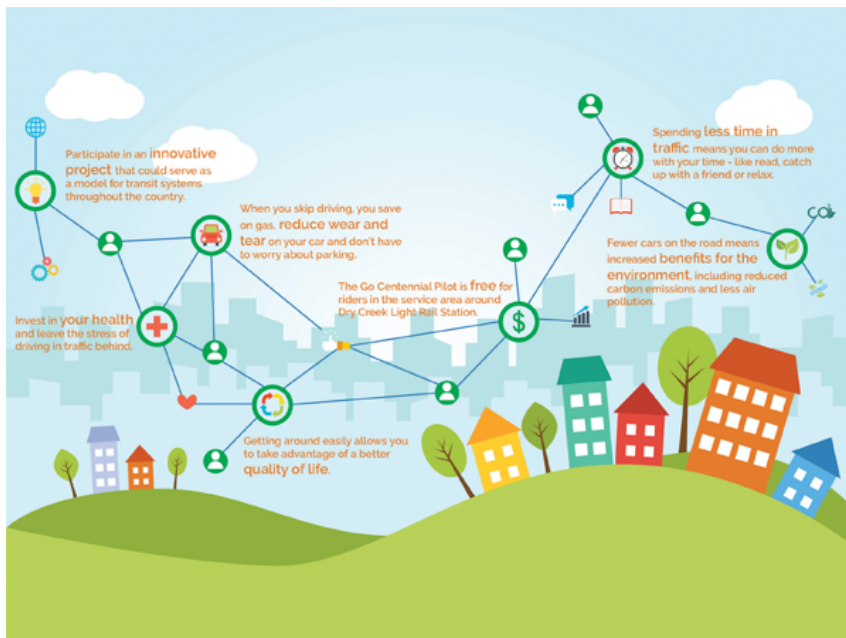 Participate in an innovative
project that could serve as
a model for transit systems
throughout the country.
When you skip driving, you save
on gas, reduce wear and
tear on your car and don't have
to worry about parking.
Invest in your health
and leave the stress of
driving in traffic behind.
Getting around easily allows you
to take advantage of a better
quality of life.
The Go Centennial Pilot is free for
riders in the service area around
Dry Creek Light Rail Station.
$
Spending less time in
traffic means you can do more
with your time - like read, catch
up with a friend or relax.
Fewer cars on the road means
increased benefits for the
environment, including reduced
carbon emissions and less air
pollution.